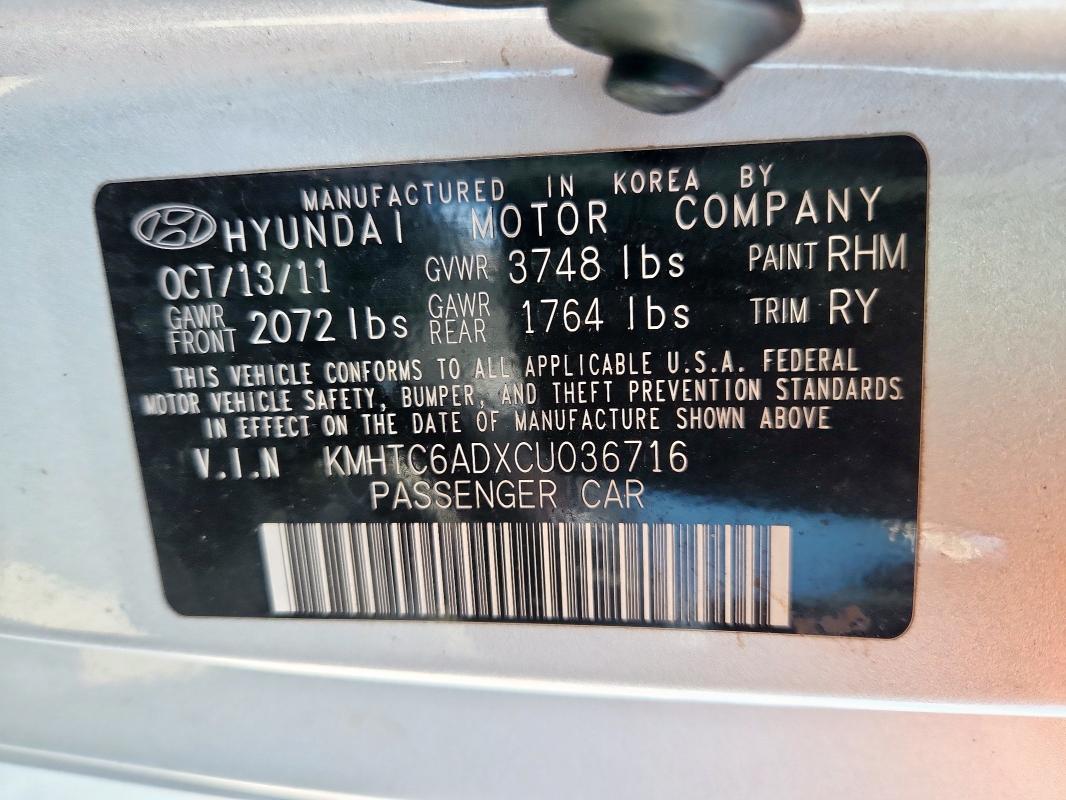 MANUFACTURED IN KOREA BY
HYUNDAI MOTOR COMPANY
OCT/13/11 GVWR 3748 lbs PAINT RHM
GAWR FRONT 2072 lbs GAWR REAR 1764 lbs TRIM RY
THIS VEHICLE CONFORMS TO ALL APPLICABLE U.S.A. FEDERAL
MOTOR VEHICLE SAFETY, BUMPER, AND THEFT PREVENTION STANDARDS
IN EFFECT ON THE DATE OF MANUFACTURE SHOWN ABOVE
V.I.N KMHTC6ADXCU036716
PASSENGER CAR